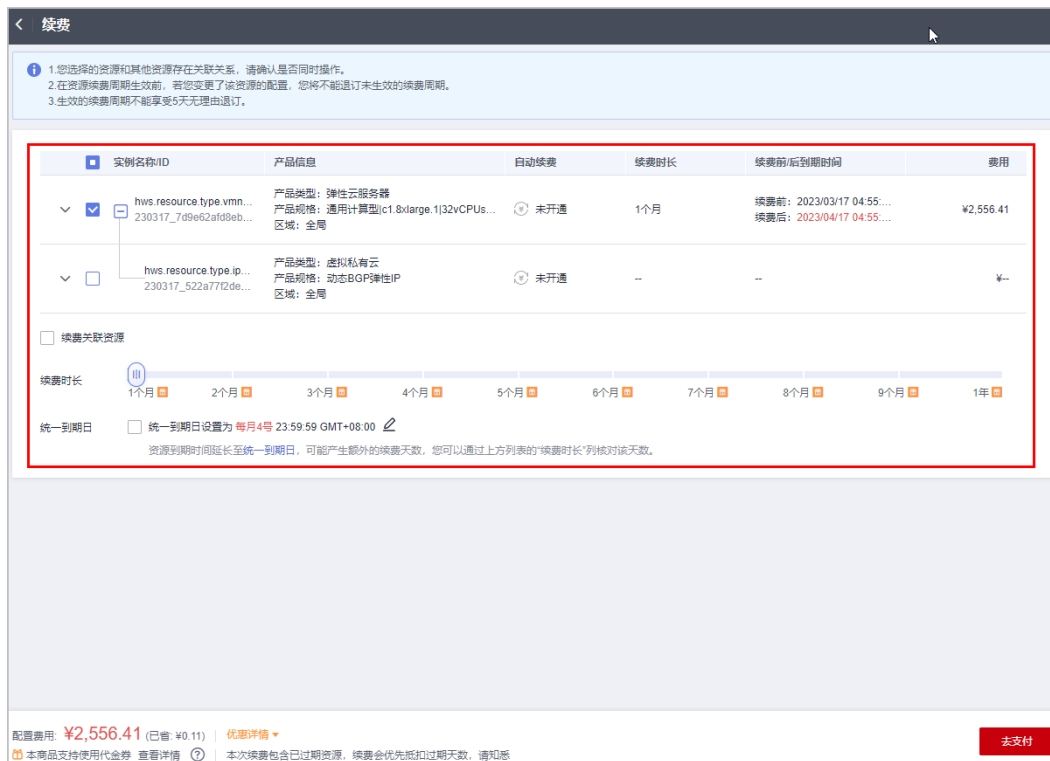 续费
1.您选择的资源和其他资源存在关联关系，请确认是否同时操作。
2.在资源续费周期生效前，若您变更了该资源的配置，您将不能退订未生效的续费周期。
3.生效的续费周期不能享受5天无理由退订。
实例名称/ID 产品信息 自动续费 续费时长 续费前/后到期时间 费用
hws.resource.type.vmn...
230317_7d9e62afd8eb...
产品类型：弹性云服务器
产品规格：通用计算型|c1.8xlarge.1|32vCPUs...
区域：全局
未开通
1个月
续费前：2023/03/17 04:55:...
续费后：2023/04/17 04:55:...
¥2,556.41
hws.resource.type.ip...
230317_522a77f2de...
产品类型：虚拟私有云
产品规格：动态BGP弹性IP
区域：全局
未开通
--
--
¥--
续费关联资源
续费时长
1个月 2个月 3个月 4个月 5个月 6个月 7个月 8个月 9个月 1年
统一到期日 统一到期日设置为 每月4号 23:59:59 GMT+08:00
资源到期时间延长至统一到期日，可能产生额外的续费天数，您可以通过上方列表的“续费时长”列核对该天数。
配置费用: ¥2,556.41 (已省: ¥0.11) 优惠详情
本商品支持使用代金券 查看详情 ? 本次续费包含已过期资源，续费会优先抵扣过期天数，请知悉
去支付